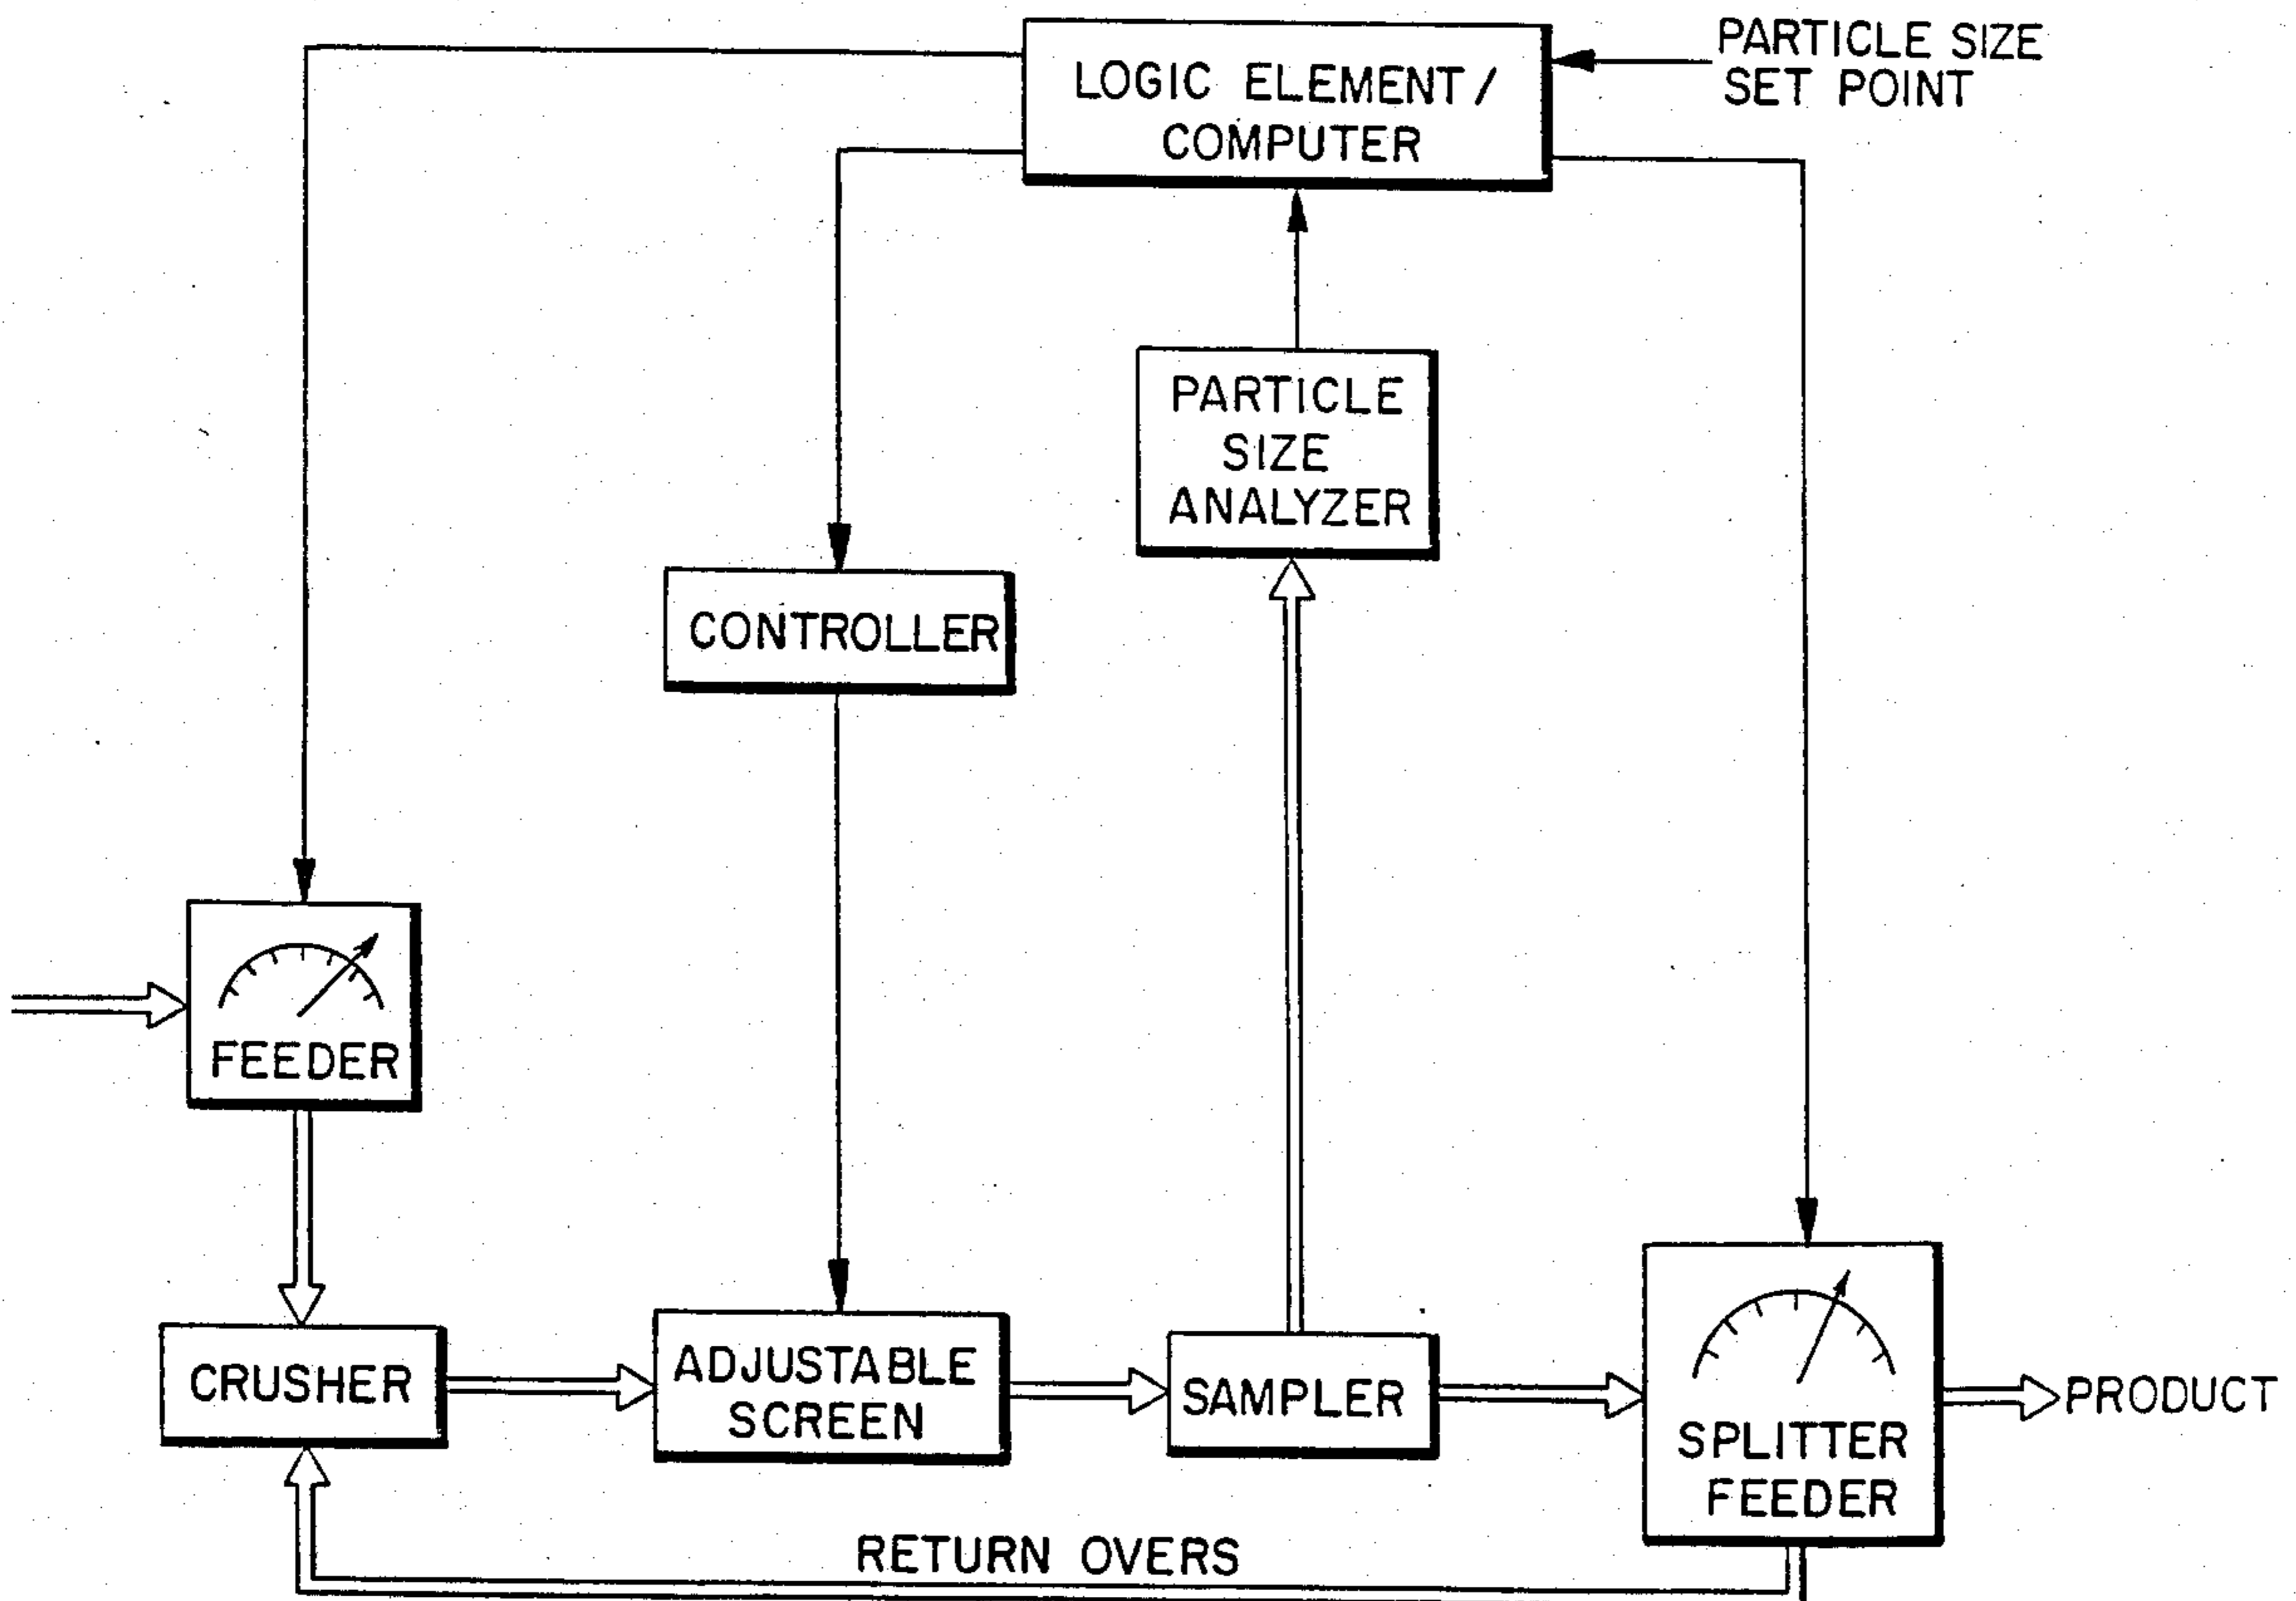 PARTICLE SIZE
SET POINT
LOGIC ELEMENT/
COMPUTER
PARTICLE
SIZE
ANALYZER
CONTROLLER
FEEDER
CRUSHER
ADJUSTABLE
SCREEN
SAMPLER
SPLITTER
FEEDER
PRODUCT
RETURN OVERS